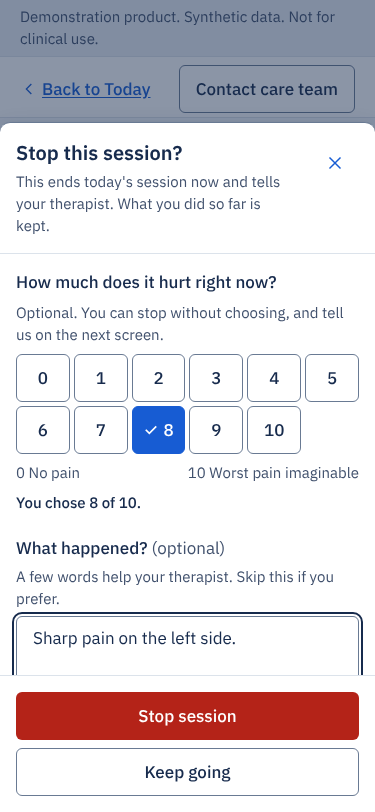 Demonstration product. Synthetic data. Not for
clinical use.
Back to Today
Contact care team
Stop this session?
This ends today's session now and tells
your therapist. What you did so far is
kept.
How much does it hurt right now?
Optional. You can stop without choosing, and tell
us on the next screen.
0 1 2 3 4 5
6 7 8 9 10
0 No pain 10 Worst pain imaginable
You chose 8 of 10.
What happened? (optional)
A few words help your therapist. Skip this if you
prefer.
Sharp pain on the left side.
Stop session
Keep going